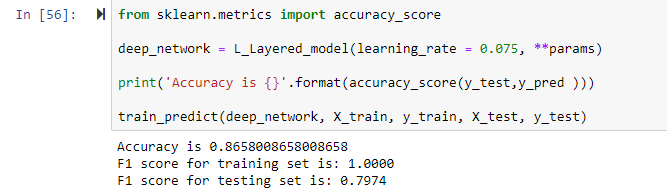 In [56]:
from sklearn.metrics import accuracy_score
deep_network = L_Layered_model(learning_rate = 0.075, **params)
print('Accuracy is {}'.format(accuracy_score(y_test,y_pred )))
train_predict(deep_network, X_train, y_train, X_test, y_test)
Accuracy is 0.8658008658008658
F1 score for training set is: 1.0000
F1 score for testing set is: 0.7974